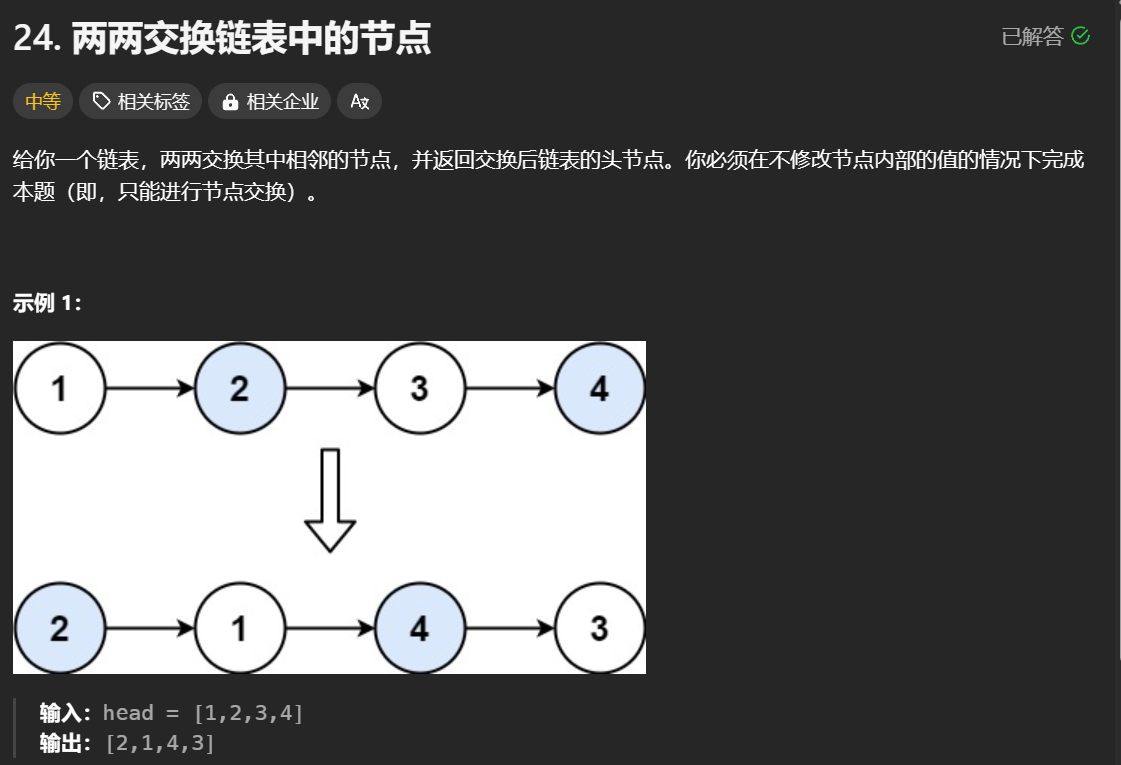 24. 两两交换链表中的节点
已解答
中等 相关标签 相关企业 Aх
给你一个链表，两两交换其中相邻的节点，并返回交换后链表的头节点。你必须在不修改节点内部的值的情况下完成
本题（即，只能进行节点交换）。
示例 1：
1 2 3 4
2 1 4 3
输入：head = [1,2,3,4]
输出：[2,1,4,3]